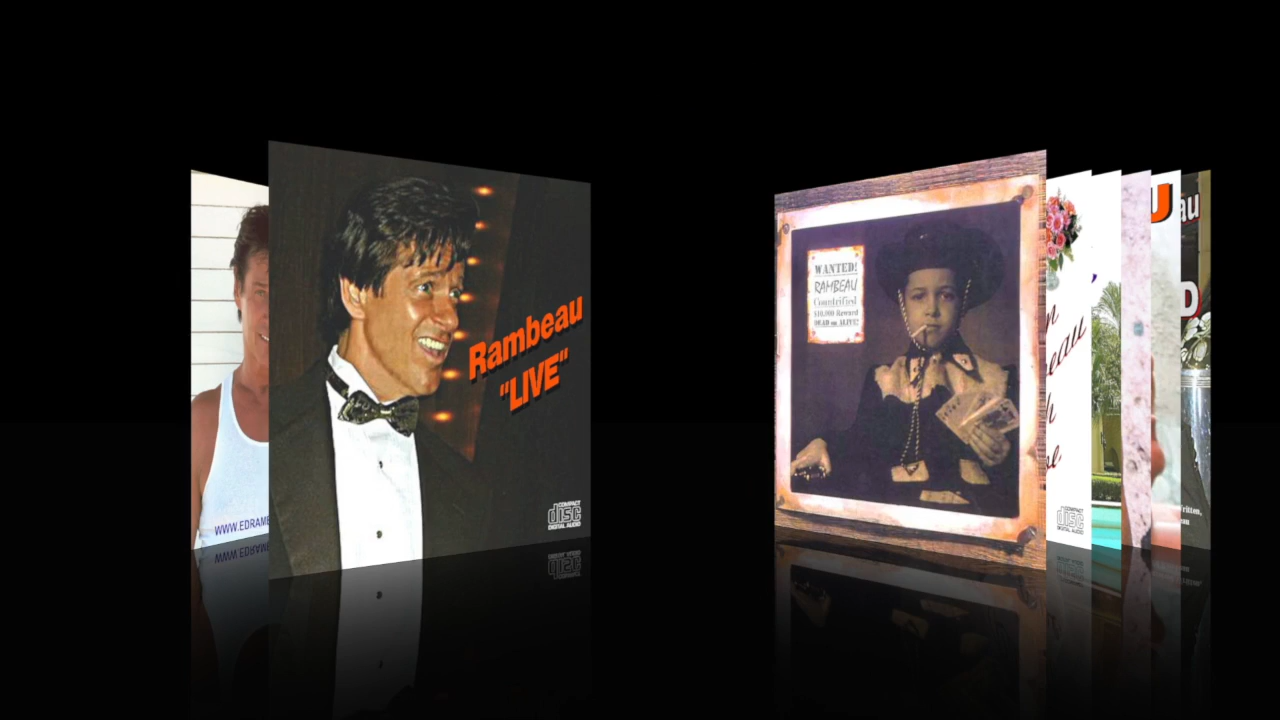 WWW.EDRAMB
Rambeau
"LIVE"
COMPACT
disc
DIGITAL AUDIO
WANTED!
RAMBEAU
Countrified
$10,000 Reward
DEAD or ALIVE!
COMPACT
disc
DIGITAL AUDIO